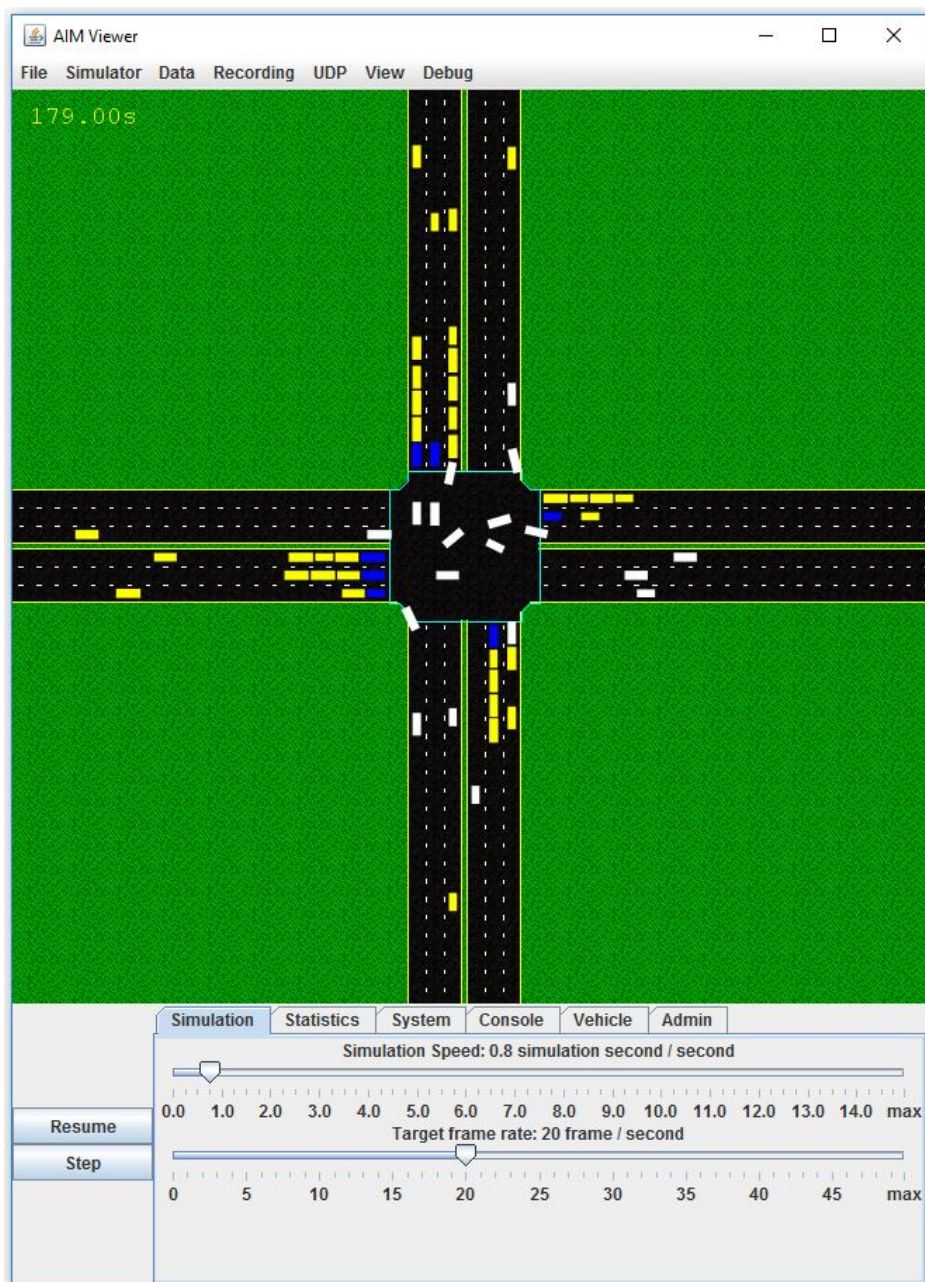 AIM Viewer
File Simulator Data Recording UDP View Debug
179.00s
Simulation Statistics System Console Vehicle Admin
Simulation Speed: 0.8 simulation second / second
0.0 1.0 2.0 3.0 4.0 5.0 6.0 7.0 8.0 9.0 10.0 11.0 12.0 13.0 14.0 max
Resume
Target frame rate: 20 frame / second
Step
0 5 10 15 20 25 30 35 40 45 max